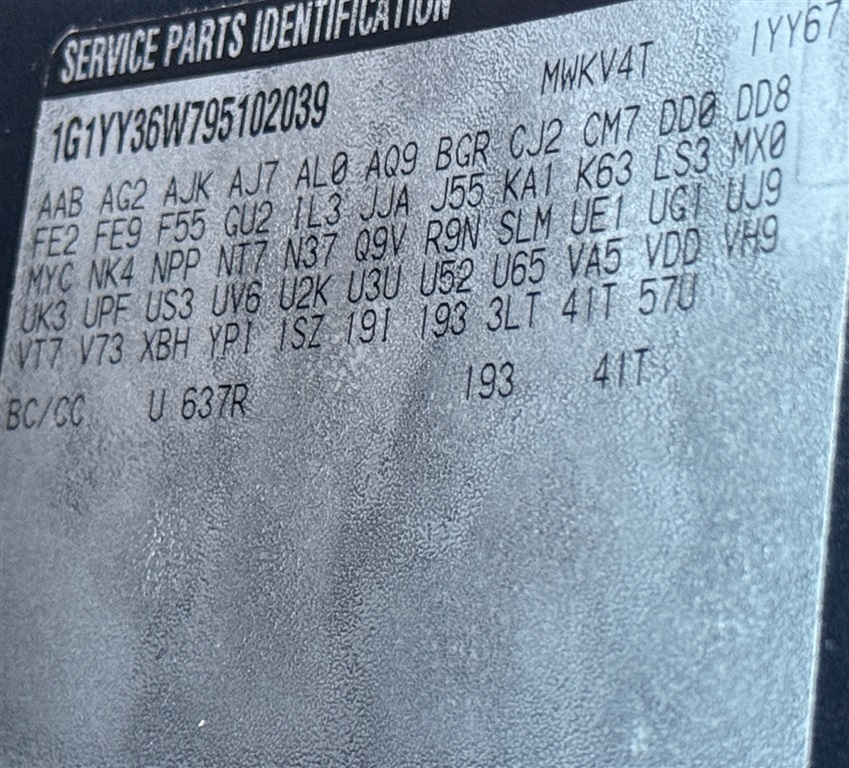 SERVICE PARTS IDENTIFICATION
1G1YY36W795102039 MWKV4T 1YY67
AAB AG2 AJK AJ7 AL0 AQ9 BGR CJ2 CM7 DD0 DD8
FE2 FE9 F55 GU2 IL3 JJA J55 KA1 K63 LS3 MX0
MYC NK4 NPP NT7 N37 Q9V R9N SLM UE1 UG1 UJ9
UK3 UPF US3 UV6 U2K U3U U52 U65 VA5 VDD VH9
VT7 V73 XBH YP1 1SZ 19I 193 3LT 41T 57U
BC/CC U 637R 193 41T